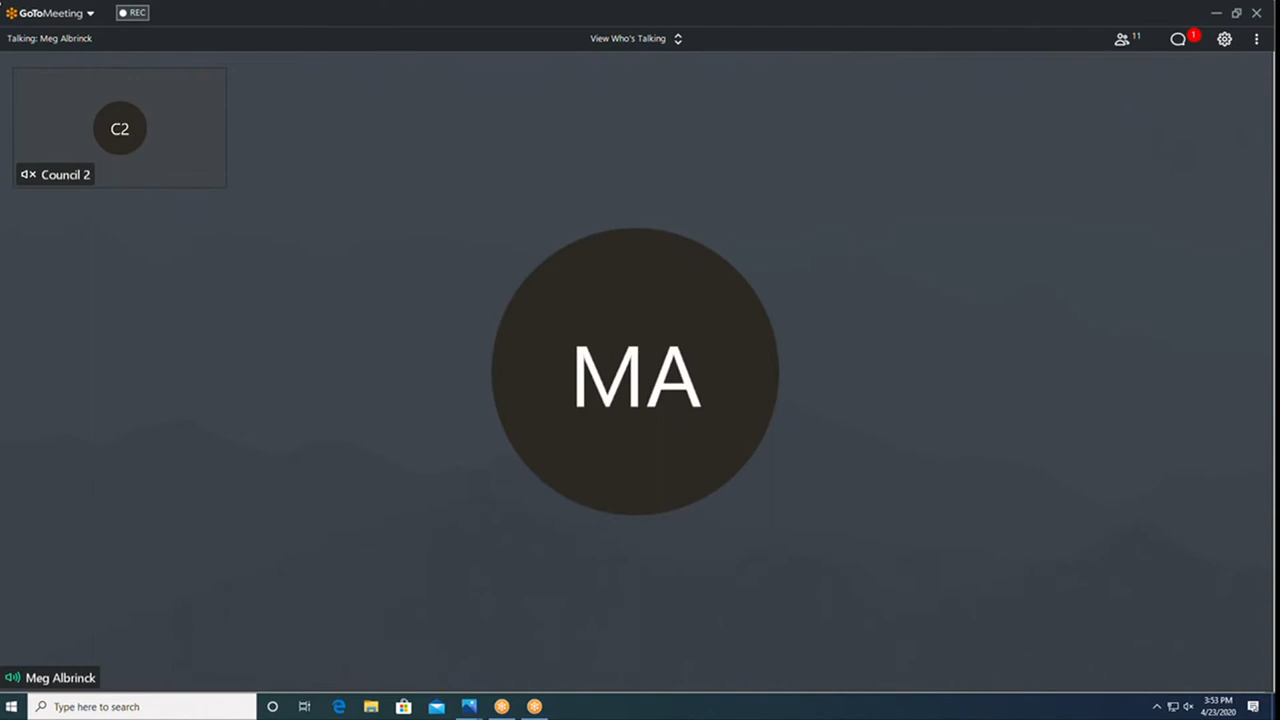 GoToMeeting
REC
Talking: Meg Albrinck
View Who's Talking
11
1
C2
Council 2
MA
Meg Albrinck
Type here to search
3:53 PM
4/23/2020